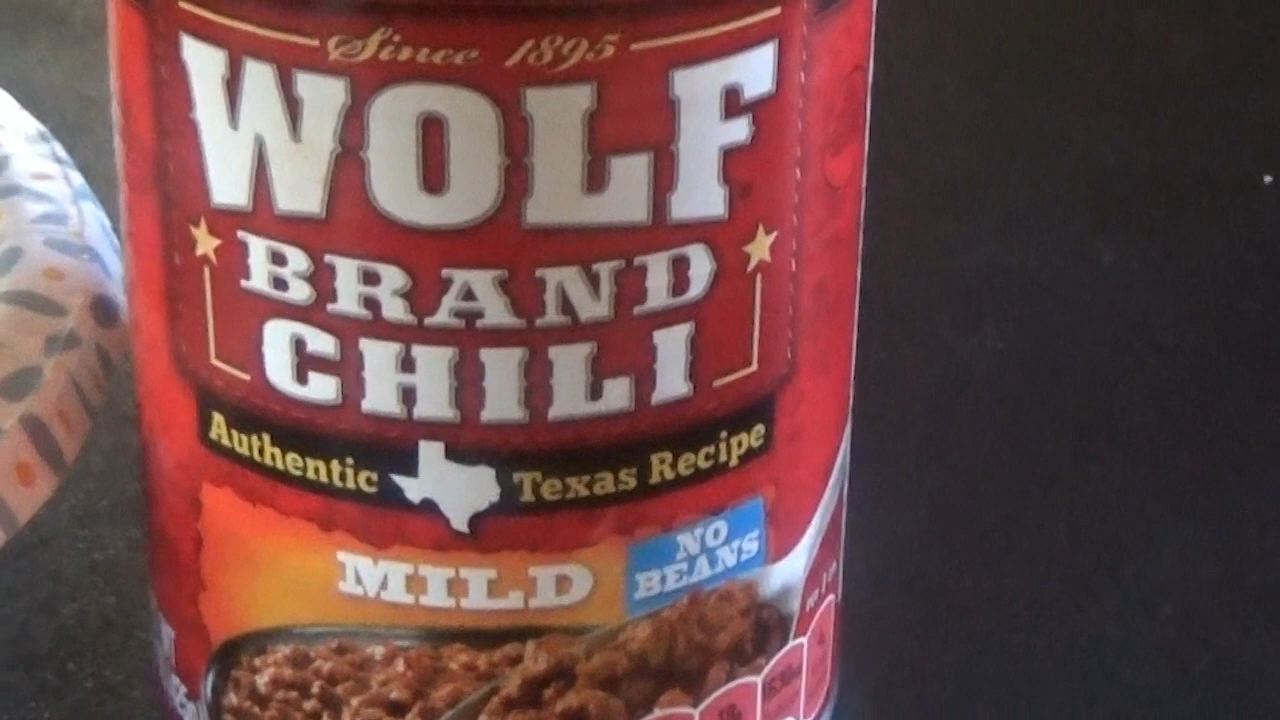 Since 1895
WOLF
BRAND
CHILI
Authentic Texas Recipe
MILD
NO
BEANS